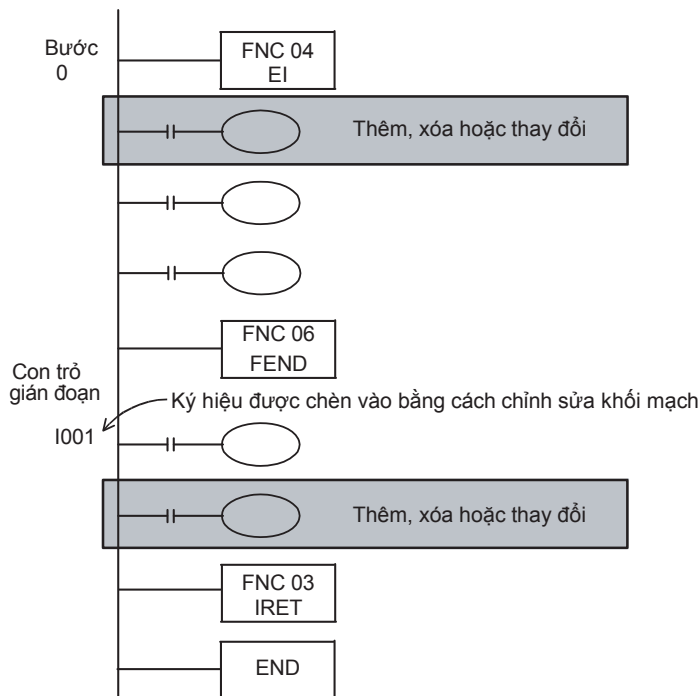 Bước
0
FNC 04
EI
Thêm, xóa hoặc thay đổi
FNC 06
FEND
Con trỏ
gián đoạn
Ký hiệu được chèn vào bằng cách chỉnh sửa khối mạch
I001
Thêm, xóa hoặc thay đổi
FNC 03
IRET
END